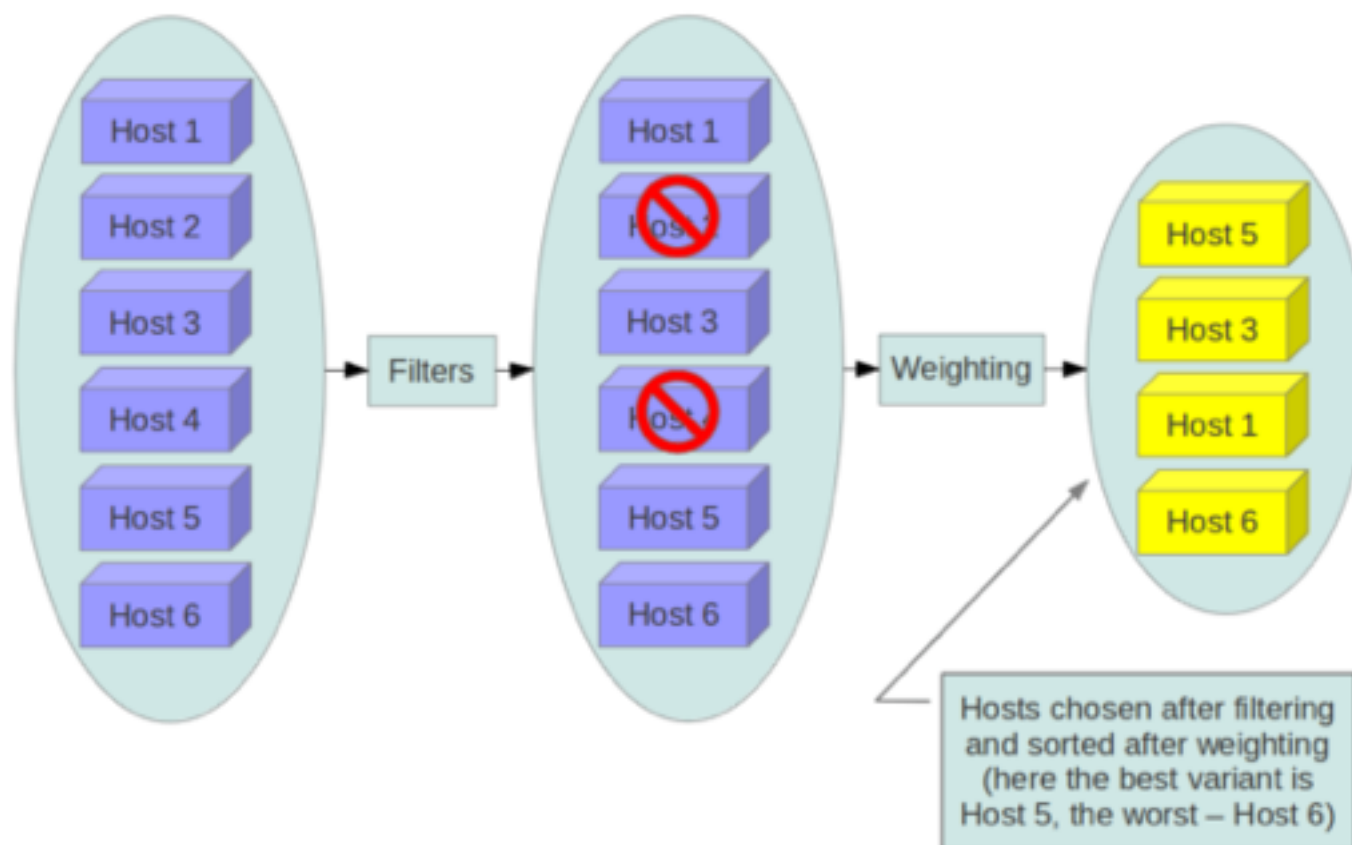 Host 1
Host 2
Host 3
Host 4
Host 5
Host 6
Filters
Host 1
Host
Host 3
Host
Host 5
Host 6
Weighting
Host 5
Host 3
Host 1
Host 6
Hosts chosen after filtering
and sorted after weighting
(here the best variant is
Host 5, the worst – Host 6)